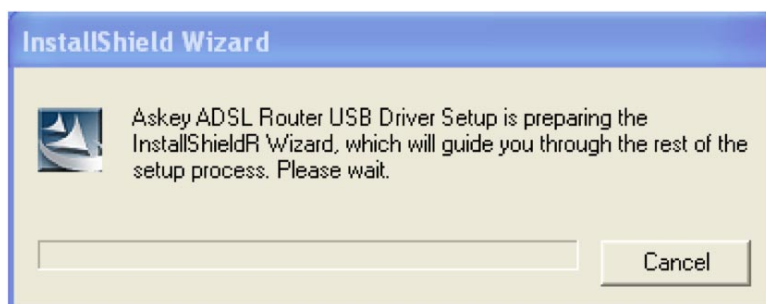 InstallShield Wizard
Askey ADSL Router USB Driver Setup is preparing the
InstallShieldR Wizard, which will guide you through the rest of the
setup process. Please wait.
Cancel